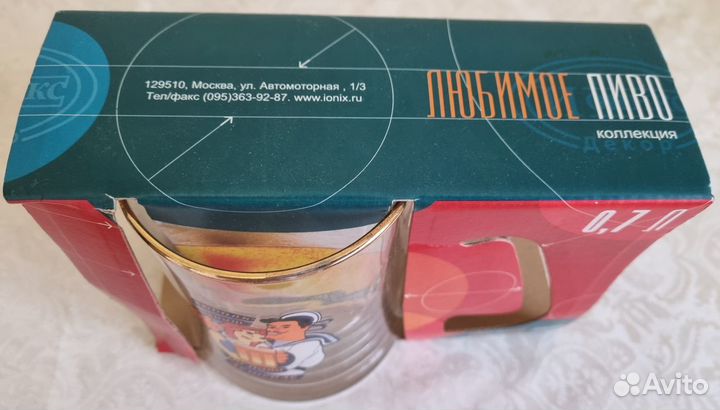 129510, Москва, ул. Автомоторная , 1/3
Тел/факс (095)363-92-87. www.ionix.ru
ЛЮБИМОЕ ПИВО
коллекция
Декор
0,7 Л
Avito